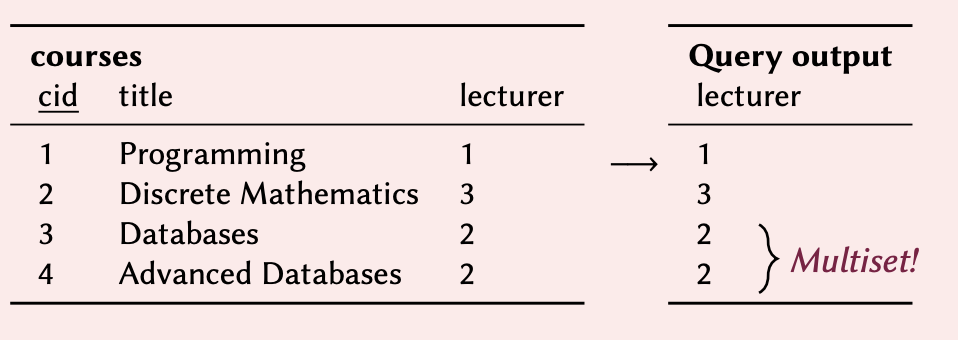 courses Query output
cid title lecturer lecturer
1 Programming 1 ⟶ 1
2 Discrete Mathematics 3 3
3 Databases 2 2
Multiset!
4 Advanced Databases 2 2